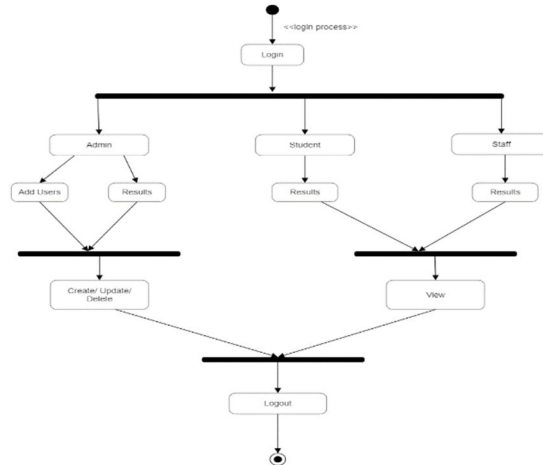 <<login process>>
Login
Admin
Student
Staff
Add Users
Results
Results
Results
Create/ Update/
Delete
View
Logout